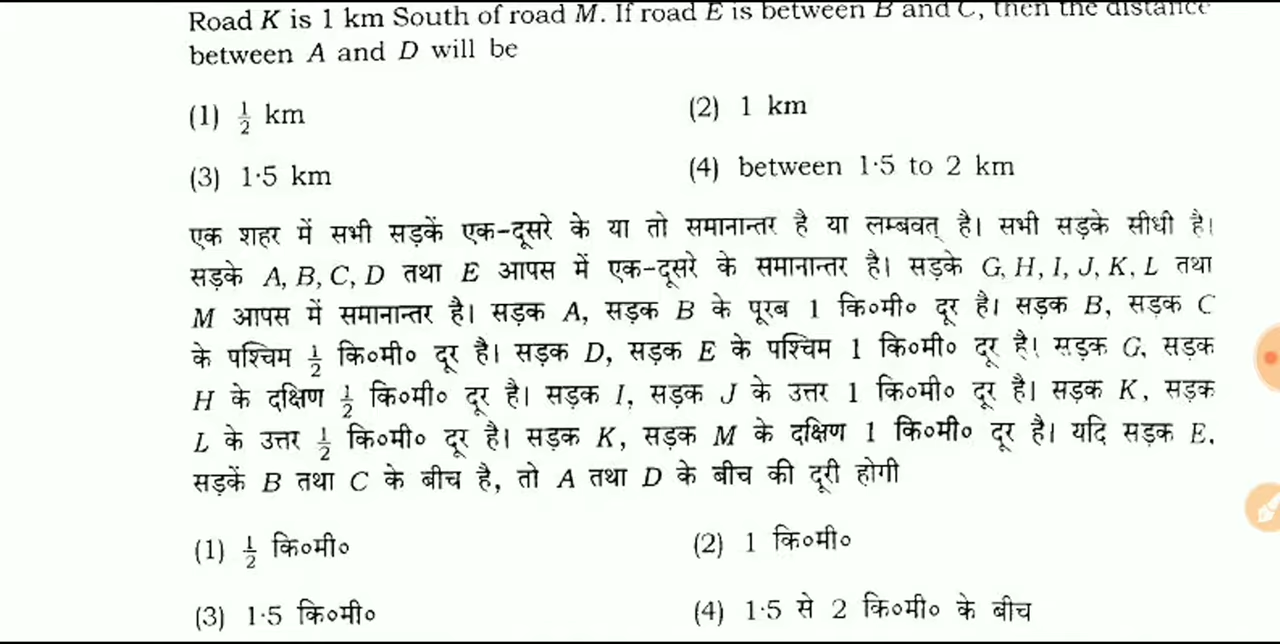 Road K is 1 km South of road M. If road E is between B and C, then the distance
between A and D will be
(1) 1/2 km (2) 1 km
(3) 1·5 km (4) between 1·5 to 2 km
एक शहर में सभी सड़कें एक-दूसरे के या तो समानान्तर है या लम्बवत् है। सभी सड़के सीधी है।
सड़के A, B, C, D तथा E आपस में एक-दूसरे के समानान्तर है। सड़के G, H, I, J, K, L तथा
M आपस में समानान्तर है। सड़क A, सड़क B के पूरब 1 कि०मी० दूर है। सड़क B, सड़क C
के पश्चिम 1/2 कि०मी० दूर है। सड़क D, सड़क E के पश्चिम 1 कि०मी० दूर है। सड़क G, सड़क
H के दक्षिण 1/2 कि०मी० दूर है। सड़क I, सड़क J के उत्तर 1 कि०मी० दूर है। सड़क K, सड़क
L के उत्तर 1/2 कि०मी० दूर है। सड़क K, सड़क M के दक्षिण 1 कि०मी० दूर है। यदि सड़क E,
सड़कें B तथा C के बीच है, तो A तथा D के बीच की दूरी होगी
(1) 1/2 कि०मी० (2) 1 कि०मी०
(3) 1·5 कि०मी० (4) 1·5 से 2 कि०मी० के बीच